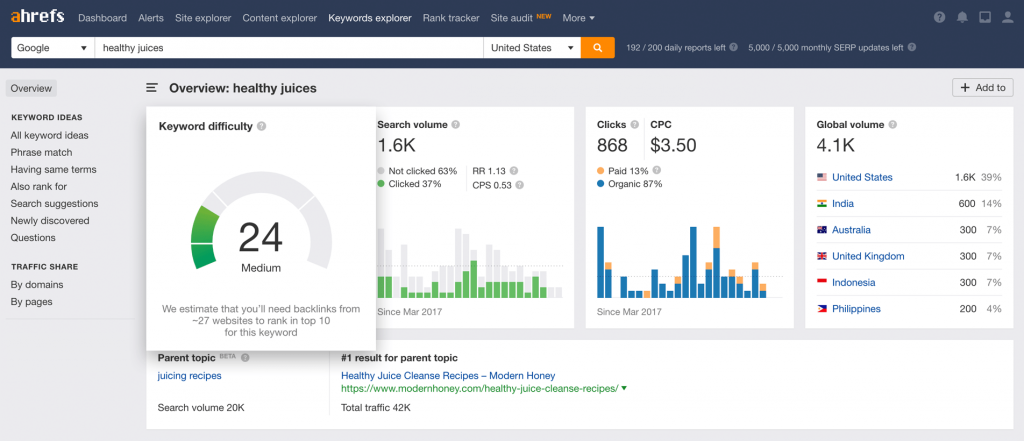 ahrefs Dashboard Alerts Site explorer Content explorer Keywords explorer Rank tracker Site audit NEW More
Google healthy juices United States 192 / 200 daily reports left 5,000 / 5,000 monthly SERP updates left
Overview
KEYWORD IDEAS
All keyword ideas
Phrase match
Having same terms
Also rank for
Search suggestions
Newly discovered
Questions
TRAFFIC SHARE
By domains
By pages
Overview: healthy juices
+ Add to
Keyword difficulty
24
Medium
We estimate that you'll need backlinks from
~27 websites to rank in top 10
for this keyword
Search volume
1.6K
Not clicked 63% RR 1.13
Clicked 37% CPS 0.53
Since Mar 2017
Clicks CPC
868 $3.50
Paid 13%
Organic 87%
Since Mar 2017
Global volume
4.1K
United States 1.6K 39%
India 600 14%
Australia 300 7%
United Kingdom 300 7%
Indonesia 300 7%
Philippines 200 4%
Parent topic BETA
juicing recipes
Search volume 20K
#1 result for parent topic
Healthy Juice Cleanse Recipes – Modern Honey
https://www.modernhoney.com/healthy-juice-cleanse-recipes/
Total traffic 42K